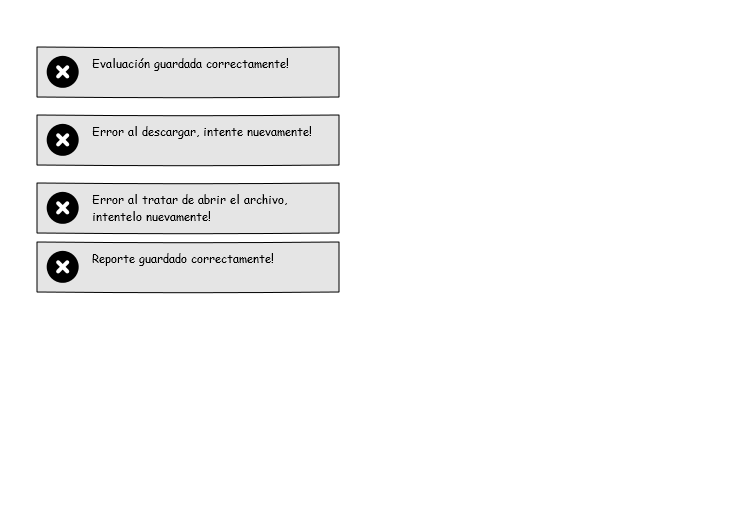 Evaluación guardada correctamente!
Error al descargar, intente nuevamente!
Error al tratar de abrir el archivo,
intentelo nuevamente!
Reporte guardado correctamente!